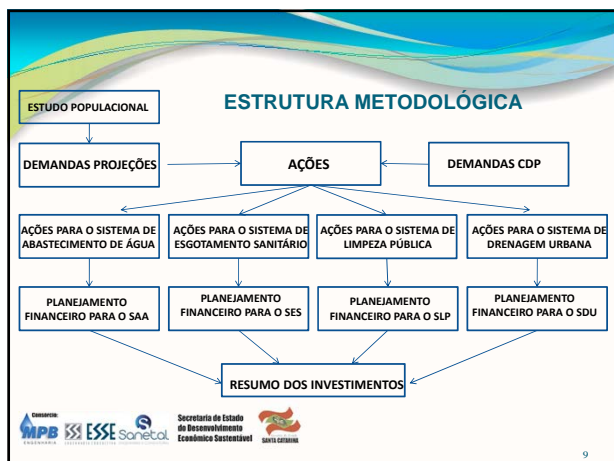 ESTRUTURA METODOLÓGICA
ESTUDO POPULACIONAL
DEMANDAS PROJEÇÕES
AÇÕES
DEMANDAS CDP
AÇÕES PARA O SISTEMA DE
ABASTECIMENTO DE ÁGUA
AÇÕES PARA O SISTEMA DE
ESGOTAMENTO SANITÁRIO
AÇÕES PARA O SISTEMA DE
LIMPEZA PÚBLICA
AÇÕES PARA O SISTEMA DE
DRENAGEM URBANA
PLANEJAMENTO
FINANCEIRO PARA O SAA
PLANEJAMENTO
FINANCEIRO PARA O SES
PLANEJAMENTO
FINANCEIRO PARA O SLP
PLANEJAMENTO
FINANCEIRO PARA O SDU
RESUMO DOS INVESTIMENTOS
Consórcio:
MPB
ENGENHARIA
ESSE
Sanetal
Secretaria de Estado
do Desenvolvimento
Econômico Sustentável
SANTA CATARINA
9